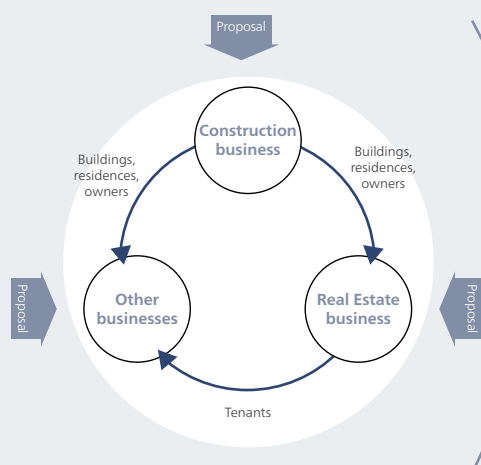 Proposal
Construction
business
Buildings,
residences,
owners
Buildings,
residences,
owners
Proposal
Other
businesses
Real Estate
business
Proposal
Tenants